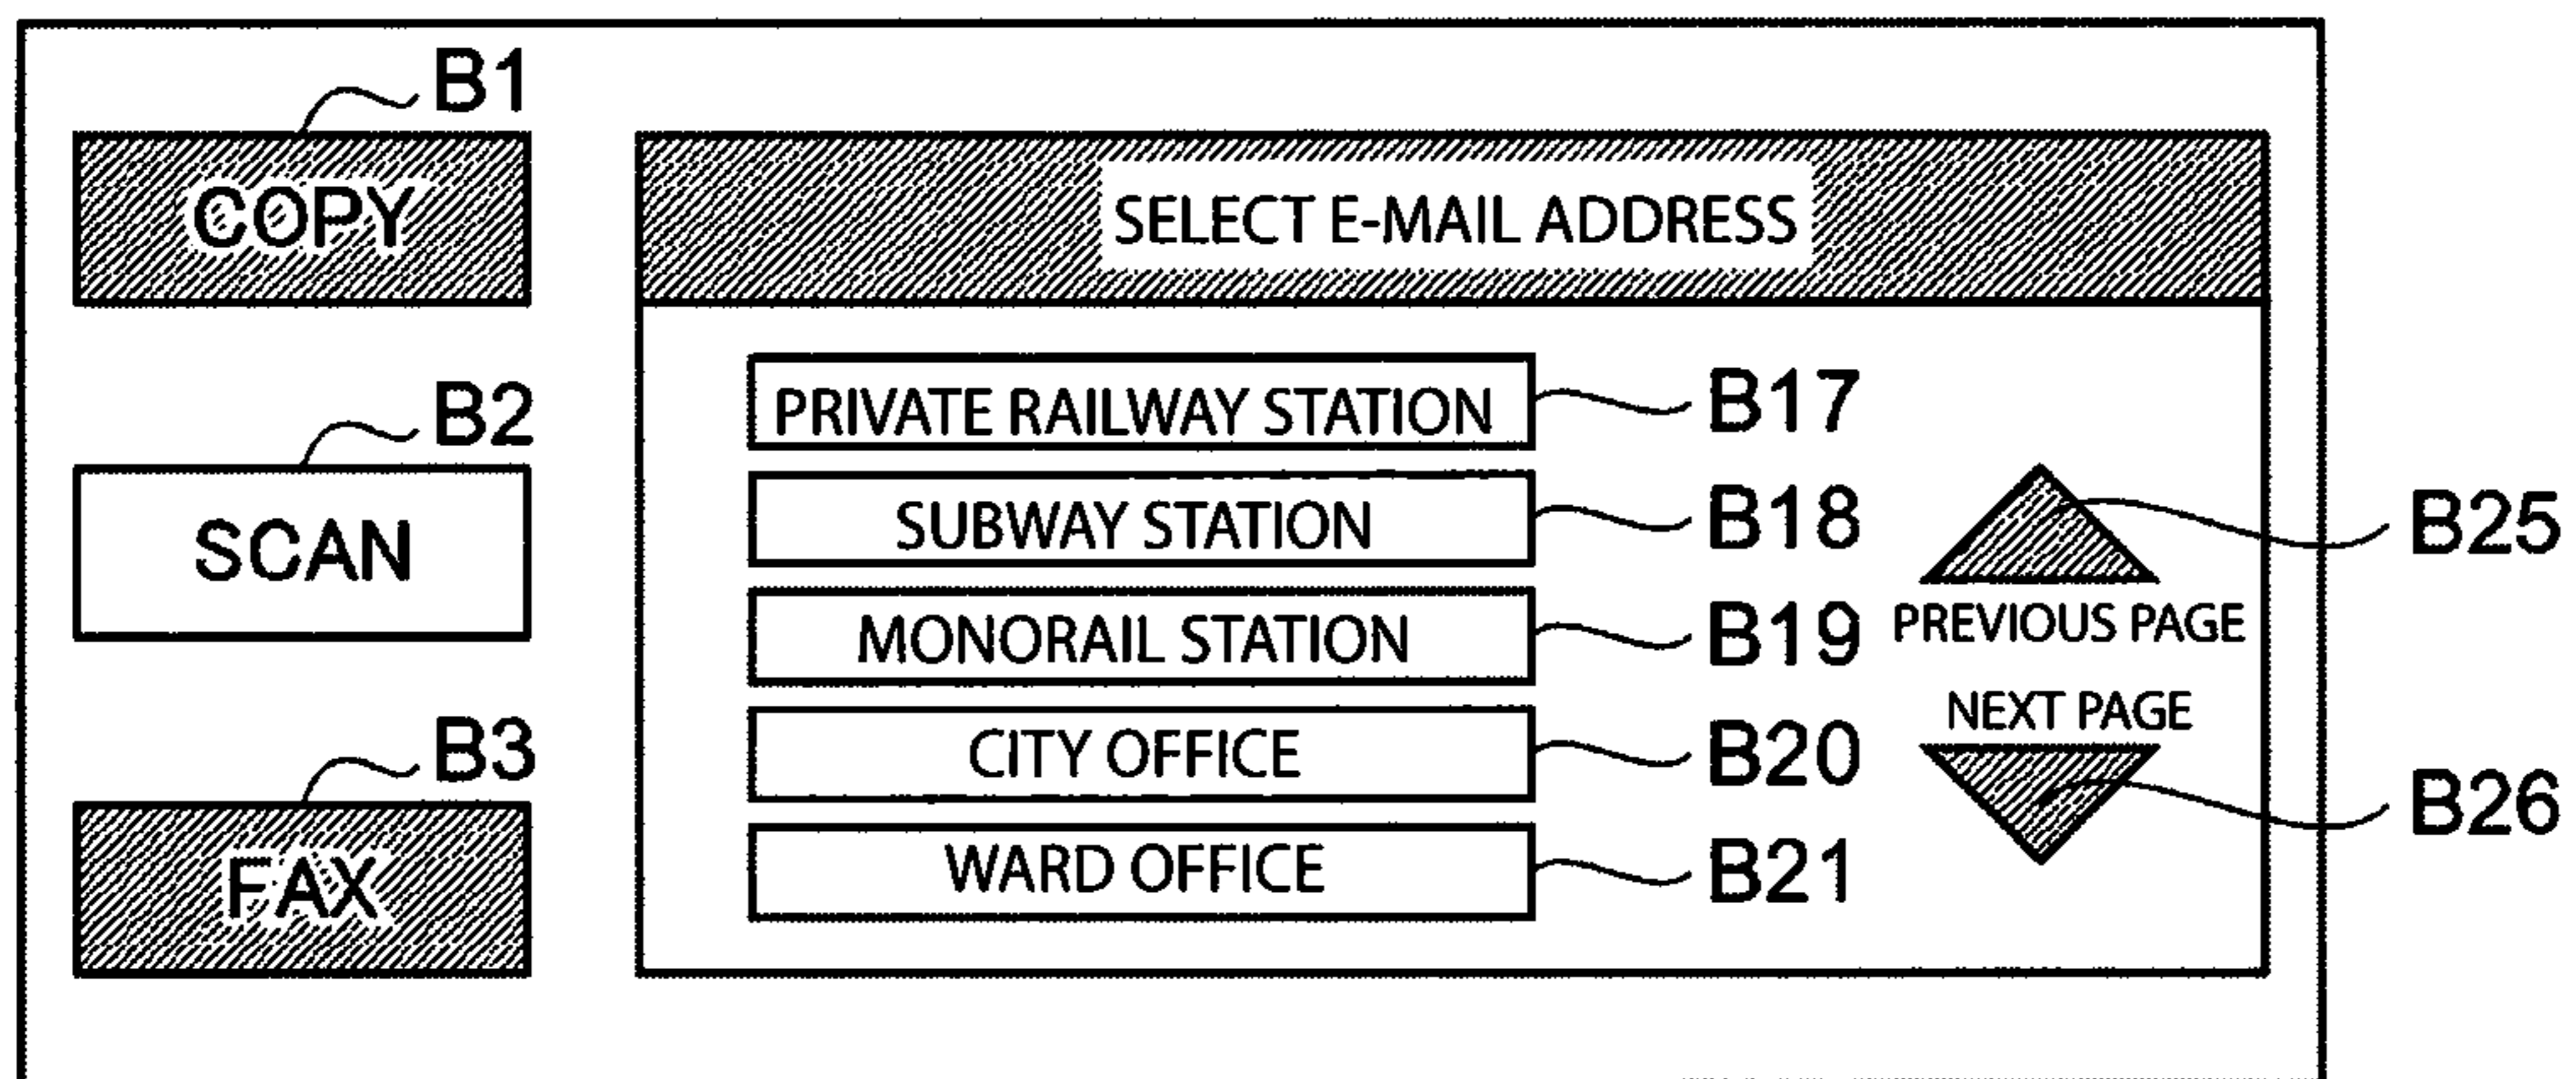 B1
COPY
SELECT E-MAIL ADDRESS
PRIVATE RAILWAY STATION B17
B2
SCAN
SUBWAY STATION B18
B25
MONORAIL STATION B19
PREVIOUS PAGE
NEXT PAGE
B3
FAX
CITY OFFICE B20
B26
WARD OFFICE B21